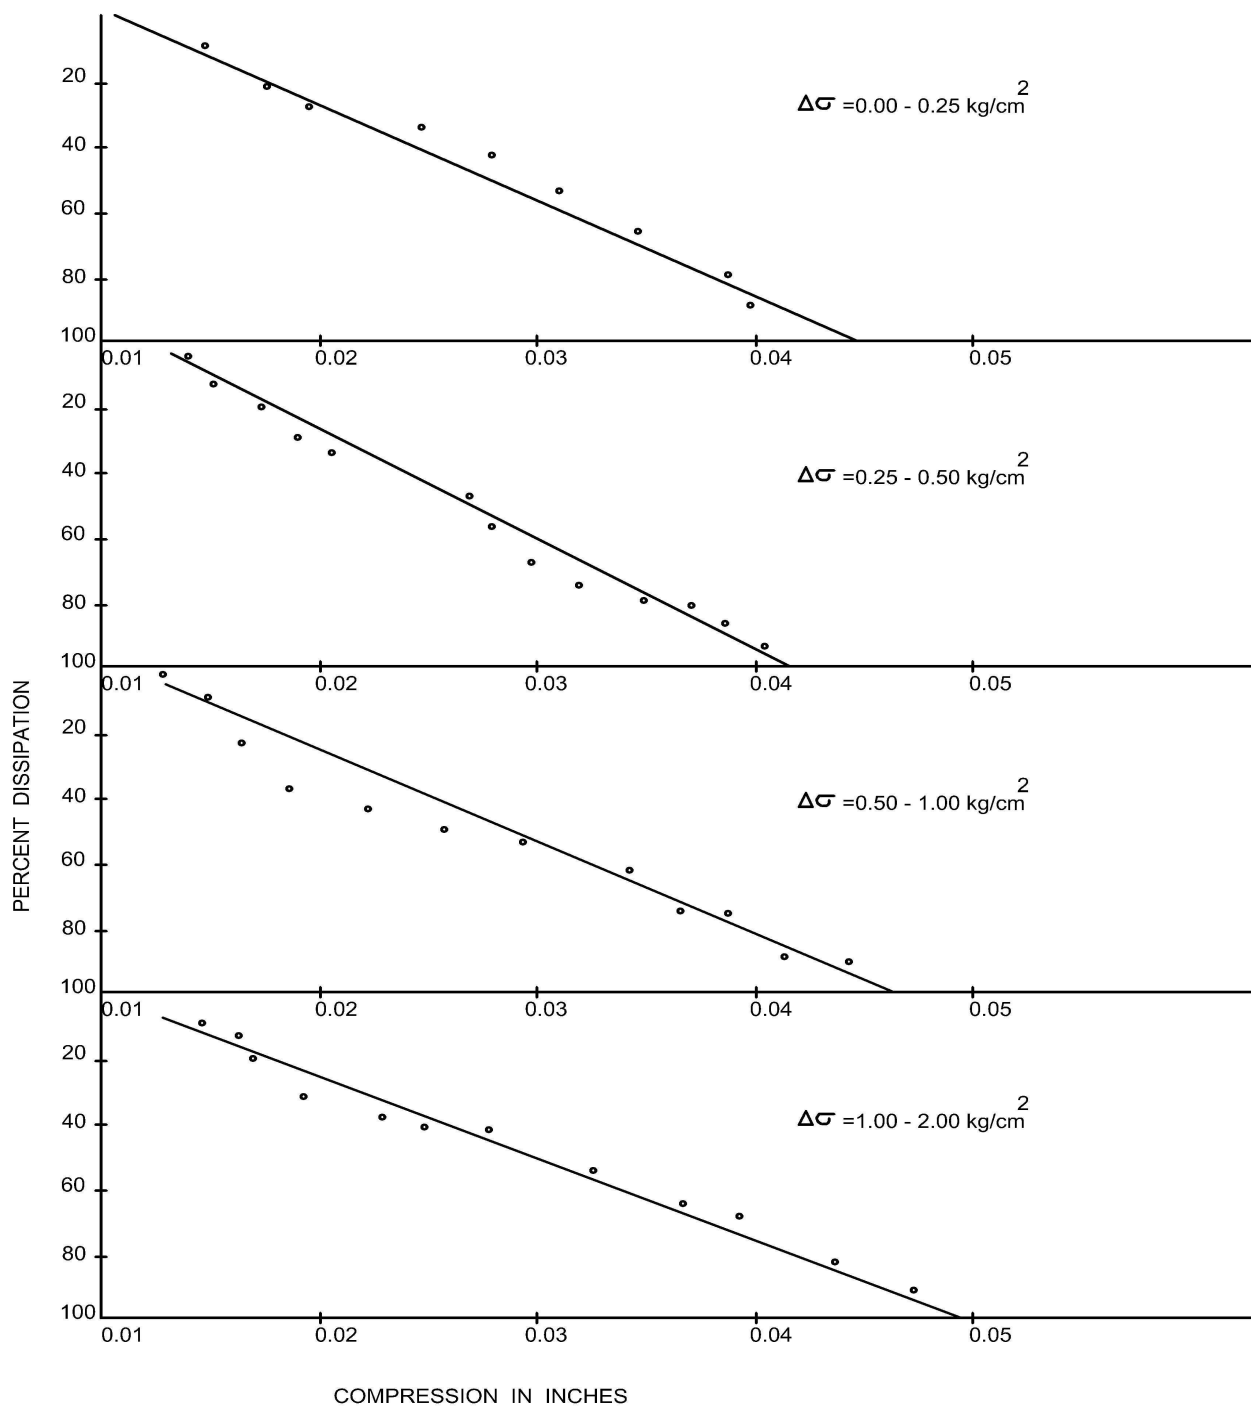 20
Δσ =0.00 - 0.25 kg/cm²
40
60
80
100
0.01 0.02 0.03 0.04 0.05
20
40
Δσ =0.25 - 0.50 kg/cm²
60
80
100
0.01 0.02 0.03 0.04 0.05
20
40
Δσ =0.50 - 1.00 kg/cm²
60
80
100
0.01 0.02 0.03 0.04 0.05
20
40
Δσ =1.00 - 2.00 kg/cm²
60
80
100
0.01 0.02 0.03 0.04 0.05
PERCENT DISSIPATION
COMPRESSION IN INCHES